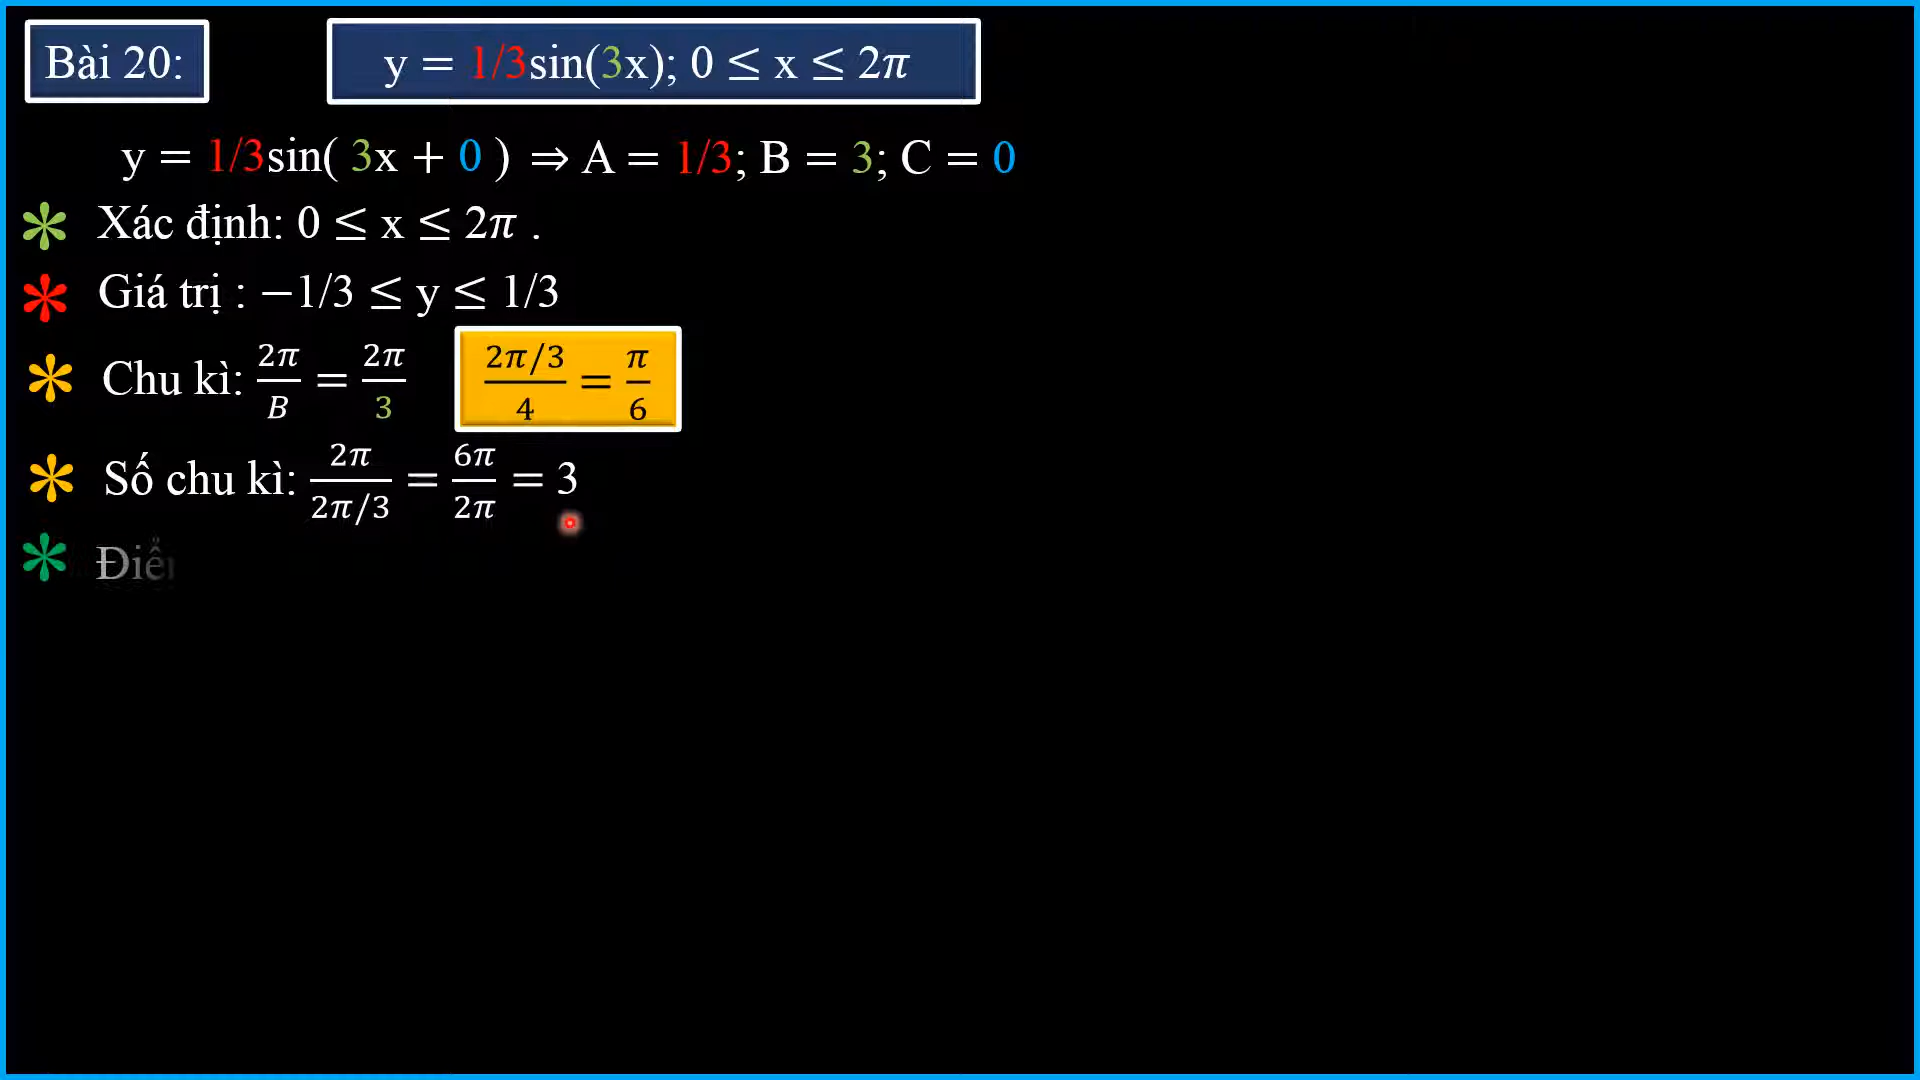 Bài 20:
y = 1/3sin(3x); 0 ≤ x ≤ 2π
y = 1/3sin( 3x + 0 ) ⇒ A = 1/3; B = 3; C = 0
Xác định: 0 ≤ x ≤ 2π .
Giá trị : −1/3 ≤ y ≤ 1/3
Chu kì: 2π/B = 2π/3
(2π/3)/4 = π/6
Số chu kì: 2π/(2π/3) = 6π/2π = 3